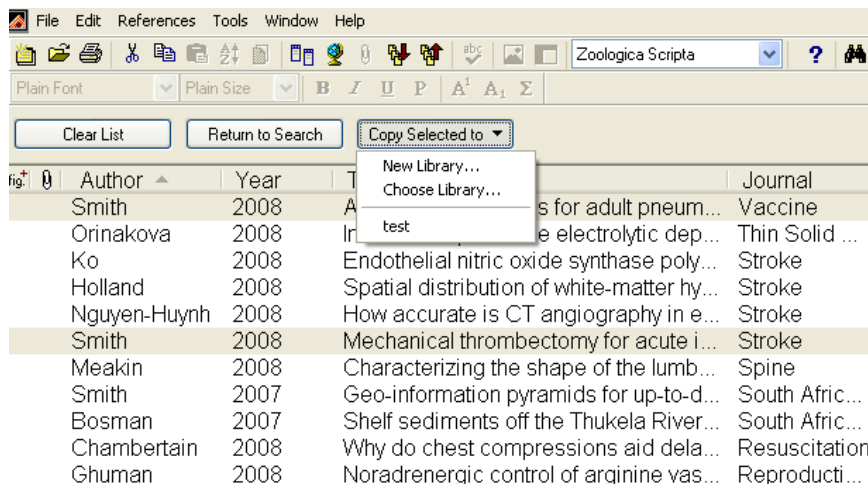 File Edit References Tools Window Help
abc Zoologica Scripta ?
Plain Font Plain Size B I U P A¹ A₁ Σ
Clear List Return to Search Copy Selected to
New Library...
Choose Library...
test
fig. Author Year T Journal
Smith 2008 A s for adult pneum... Vaccine
Orinakova 2008 In e electrolytic dep... Thin Solid ...
Ko 2008 Endothelial nitric oxide synthase poly... Stroke
Holland 2008 Spatial distribution of white-matter hy... Stroke
Nguyen-Huynh 2008 How accurate is CT angiography in e... Stroke
Smith 2008 Mechanical thrombectomy for acute i... Stroke
Meakin 2008 Characterizing the shape of the lumb... Spine
Smith 2007 Geo-information pyramids for up-to-d... South Afric...
Bosman 2007 Shelf sediments off the Thukela River... South Afric...
Chambertain 2008 Why do chest compressions aid dela... Resuscitation
Ghuman 2008 Noradrenergic control of arginine vas... Reproducti...